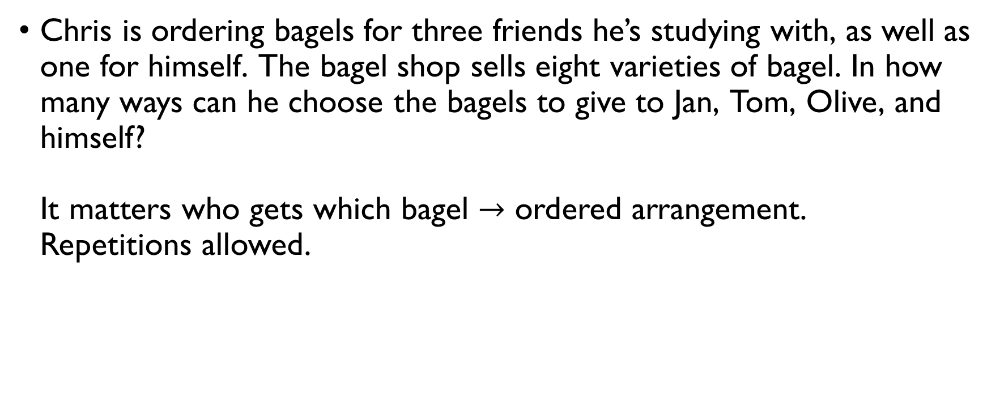 • Chris is ordering bagels for three friends he’s studying with, as well as
one for himself. The bagel shop sells eight varieties of bagel. In how
many ways can he choose the bagels to give to Jan, Tom, Olive, and
himself?
It matters who gets which bagel → ordered arrangement.
Repetitions allowed.